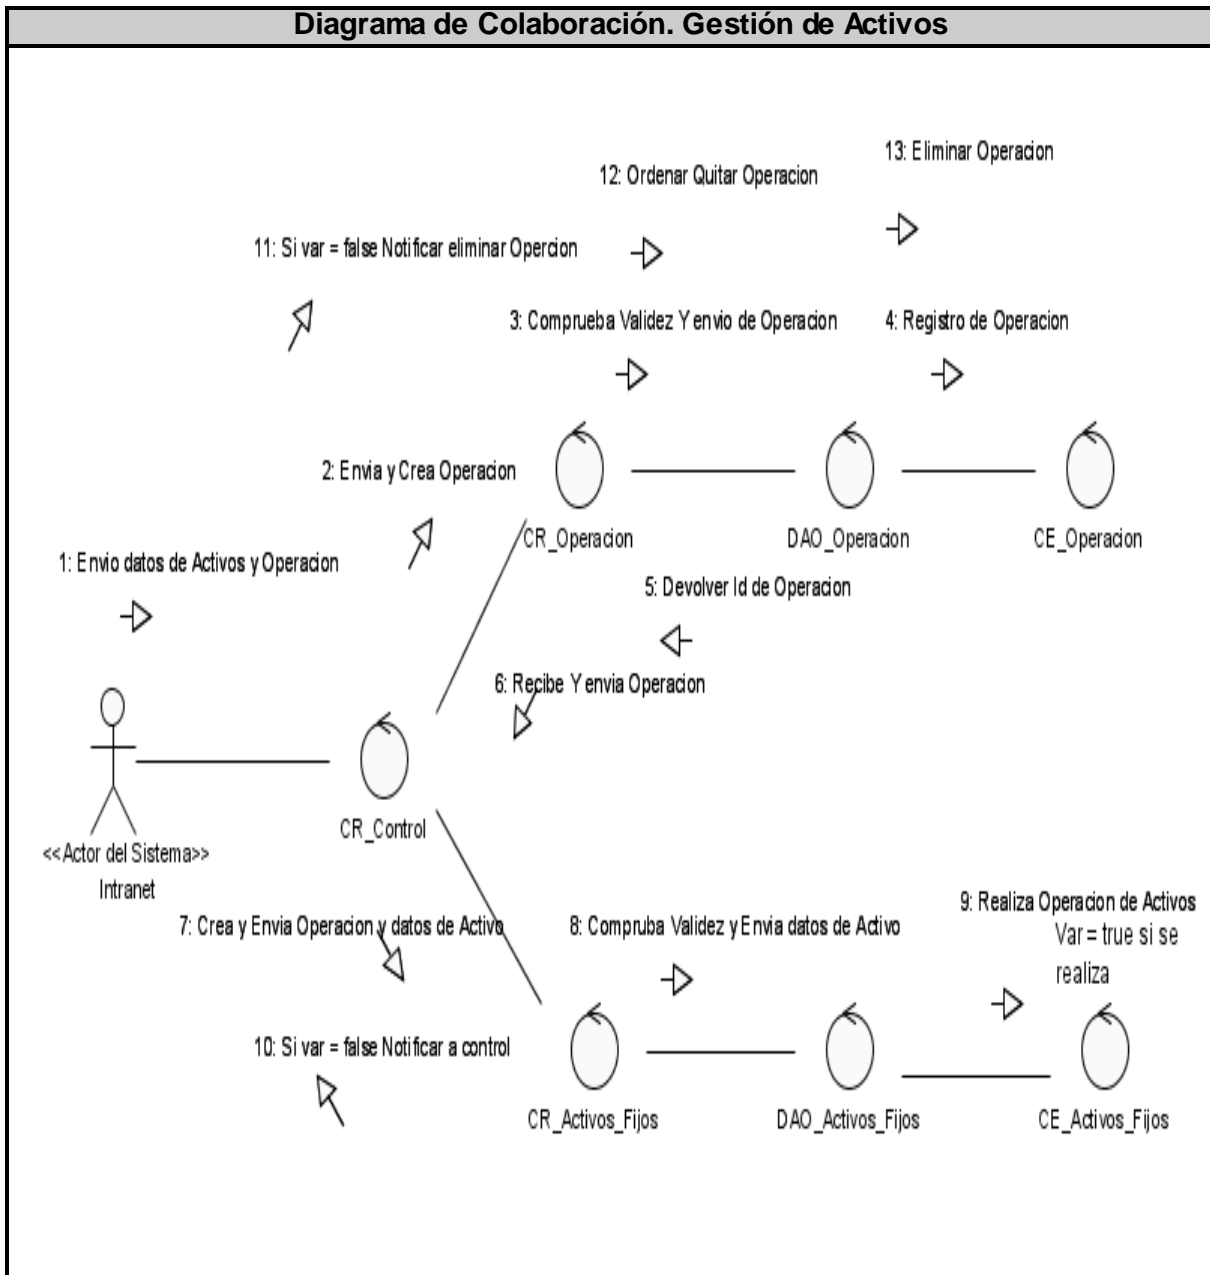 Diagrama de Colaboración. Gestión de Activos
13: Eliminar Operacion
12: Ordenar Quitar Operacion
11: Si var = false Notificar eliminar Opercion
3: Comprueba Validez Y envio de Operacion
4: Registro de Operacion
2: Envia y Crea Operacion
CR_Operacion
DAO_Operacion
CE_Operacion
1: Envio datos de Activos y Operacion
5: Devolver Id de Operacion
6: Recibe Y envia Operacion
CR_Control
<<Actor del Sistema>>
Intranet
7: Crea y Envia Operacion y datos de Activo
8: Compruba Validez y Envia datos de Activo
9: Realiza Operacion de Activos
Var = true si se
realiza
10: Si var = false Notificar a control
CR_Activos_Fijos
DAO_Activos_Fijos
CE_Activos_Fijos